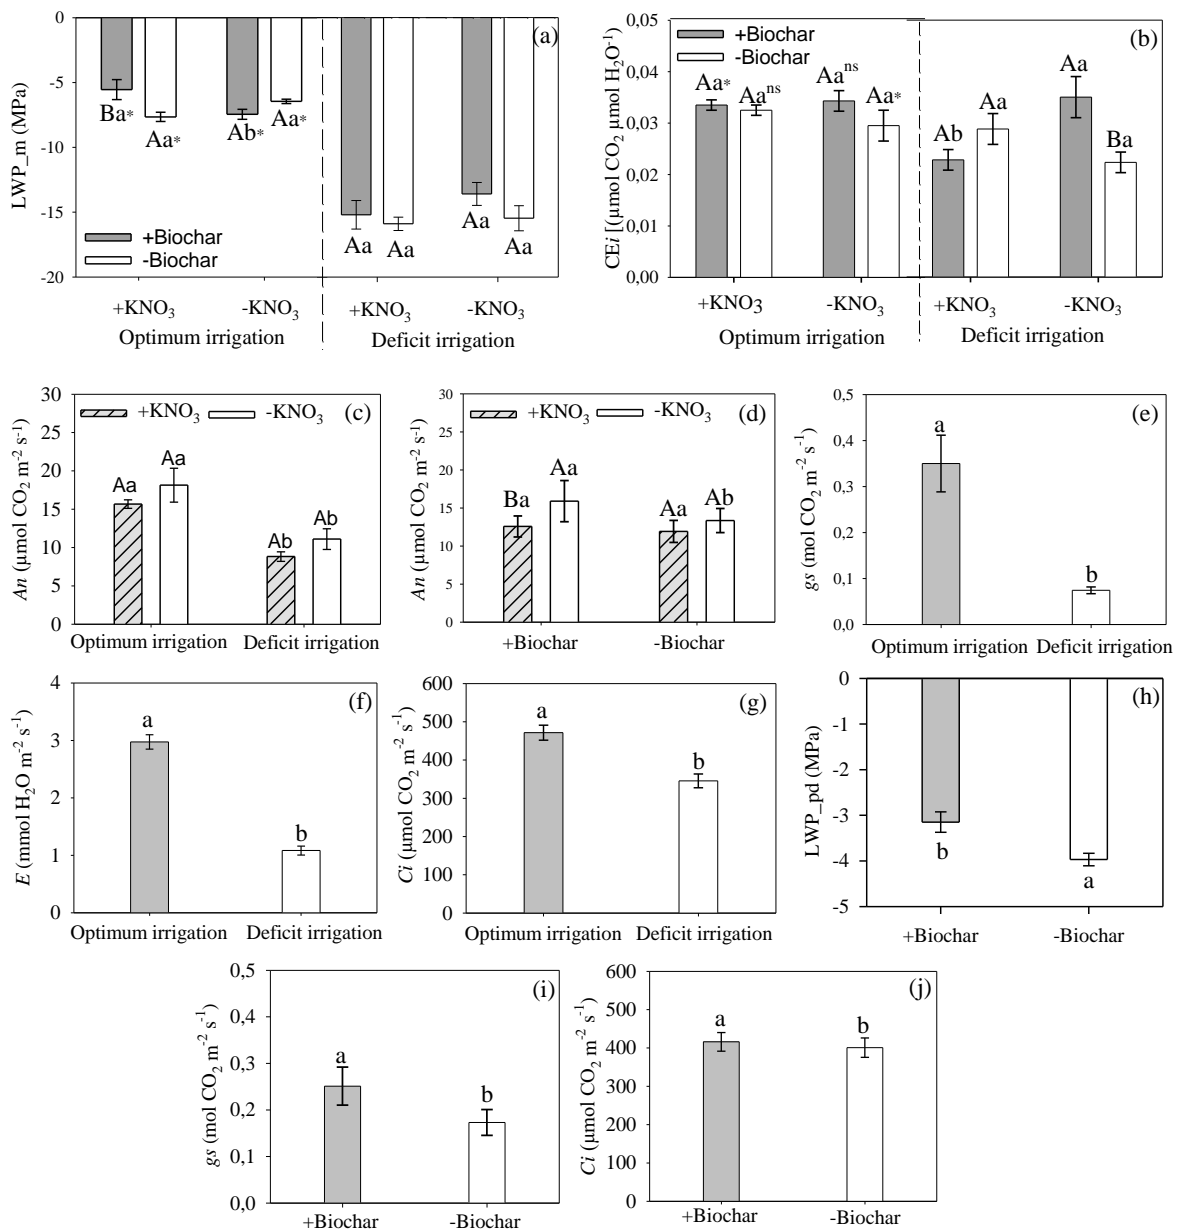 (a)
LWP_m (MPa)
0
-5
-10
-15
-20
Ba* Aa* Ab* Aa*
Aa Aa Aa Aa
+Biochar
-Biochar
+KNO₃ -KNO₃ +KNO₃ -KNO₃
Optimum irrigation Deficit irrigation
(b)
CEi [(µmol CO₂ µmol H₂O⁻¹)
0,05
0,04
0,03
0,02
0,01
0,00
+Biochar
-Biochar
Aa* Aaⁿˢ Aaⁿˢ Aa* Ab Aa Aa Ba
+KNO₃ -KNO₃ +KNO₃ -KNO₃
Optimum irrigation Deficit irrigation
(c)
An (µmol CO₂ m⁻² s⁻¹)
30
25
20
15
10
5
0
+KNO₃ -KNO₃
Aa Aa Ab Ab
Optimum irrigation Deficit irrigation
(d)
An (µmol CO₂ m⁻² s⁻¹)
30
25
20
15
10
5
0
+KNO₃ -KNO₃
Ba Aa Aa Ab
+Biochar -Biochar
(e)
gs (mol CO₂ m⁻² s⁻¹)
0,5
0,4
0,3
0,2
0,1
0,0
a b
Optimum irrigation Deficit irrigation
(f)
E (mmol H₂O m⁻² s⁻¹)
4
3
2
1
0
a b
Optimum irrigation Deficit irrigation
(g)
Ci (µmol CO₂ m⁻² s⁻¹)
600
500
400
300
200
100
0
a b
Optimum irrigation Deficit irrigation
(h)
LWP_pd (MPa)
0
-1
-2
-3
-4
-5
b a
+Biochar -Biochar
(i)
gs (mol CO₂ m⁻² s⁻¹)
0,5
0,4
0,3
0,2
0,1
0,0
a b
+Biochar -Biochar
(j)
Ci (µmol CO₂ m⁻² s⁻¹)
600
500
400
300
200
100
0
a b
+Biochar -Biochar